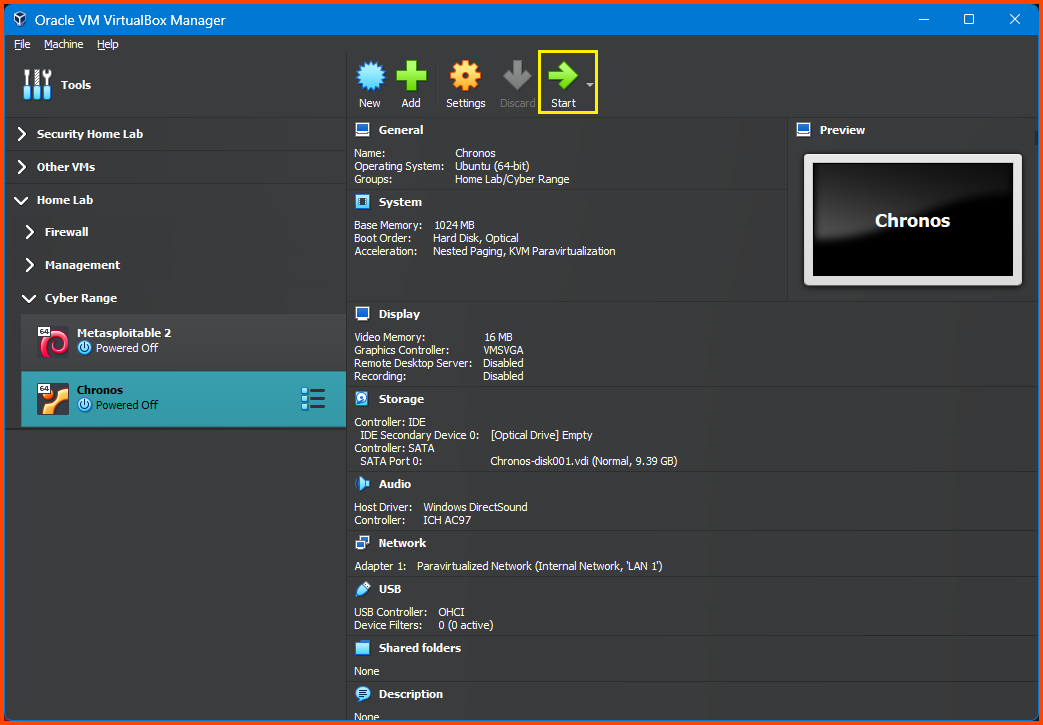 Oracle VM VirtualBox Manager
File Machine Help
Tools
New Add Settings Discard Start
Security Home Lab
Other VMs
Home Lab
Firewall
Management
Cyber Range
64
Metasploitable 2
Powered Off
64
Chronos
Powered Off
General
Name: Chronos
Operating System: Ubuntu (64-bit)
Groups: Home Lab/Cyber Range
System
Base Memory: 1024 MB
Boot Order: Hard Disk, Optical
Acceleration: Nested Paging, KVM Paravirtualization
Preview
Chronos
Display
Video Memory: 16 MB
Graphics Controller: VMSVGA
Remote Desktop Server: Disabled
Recording: Disabled
Storage
Controller: IDE
IDE Secondary Device 0: [Optical Drive] Empty
Controller: SATA
SATA Port 0: Chronos-disk001.vdi (Normal, 9.39 GB)
Audio
Host Driver: Windows DirectSound
Controller: ICH AC97
Network
Adapter 1: Paravirtualized Network (Internal Network, 'LAN 1')
USB
USB Controller: OHCI
Device Filters: 0 (0 active)
Shared folders
None
Description
None